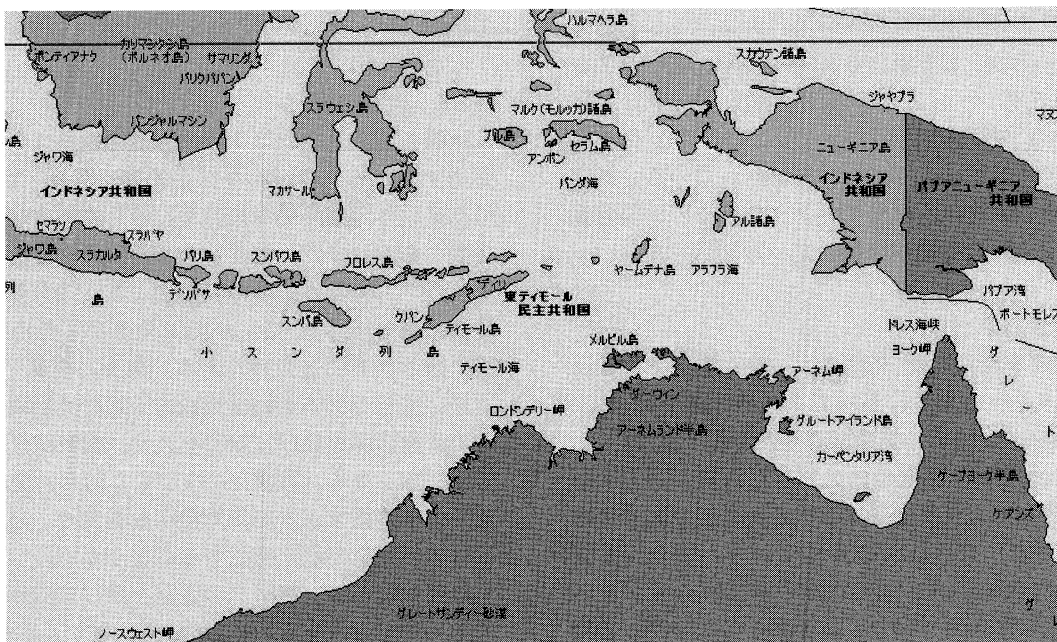 ハルマヘラ島
ポンティアナク
カリマンタン島
(ボルネオ島)
サマリンダ
スカウテン諸島
バリクパパン
スラウェシ島
マルク(モルッカ)諸島
ジャヤプラ
バンジャルマシン
ブル島
アンボン
セラム島
ニューギニア島
ジャワ海
バンダ海
マカサール
インドネシア共和国
インドネシア
共和国
パプアニューギニア
共和国
アル諸島
セマラン
スラバヤ
ジャワ島
スラカルタ
バリ島
スンバワ島
フロレス島
ヤームデナ島
アラフラ海
デンパサ
ディリ
東ティモール
民主共和国
パプア湾
列
島
スンバ島
クパン
ティモール島
ポートモレス
トレス海峡
ヨーク岬
メルビル島
小スンダ列島
ティモール海
アーネム岬
グ
レ
ー
ト
ダーウィン
ロンドンデリー岬
アーネムランド半島
グルートアイランド島
カーペンタリア湾
ケープヨーク半島
ケアンズ
グレートサンディー砂漠
ノースウェスト岬